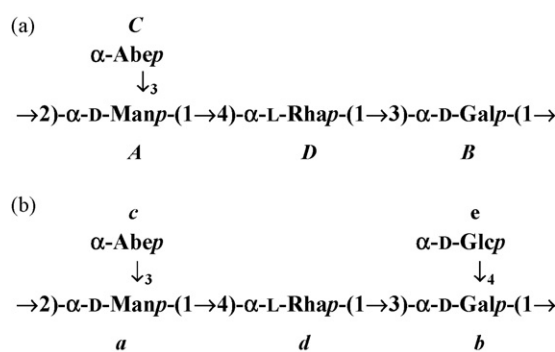 (a)
C
α-Abep
↓3
→2)-α-D-Manp-(1→4)-α-L-Rhap-(1→3)-α-D-Galp-(1→
A D B
(b)
c e
α-Abep α-D-Glcp
↓3 ↓4
→2)-α-D-Manp-(1→4)-α-L-Rhap-(1→3)-α-D-Galp-(1→
a d b